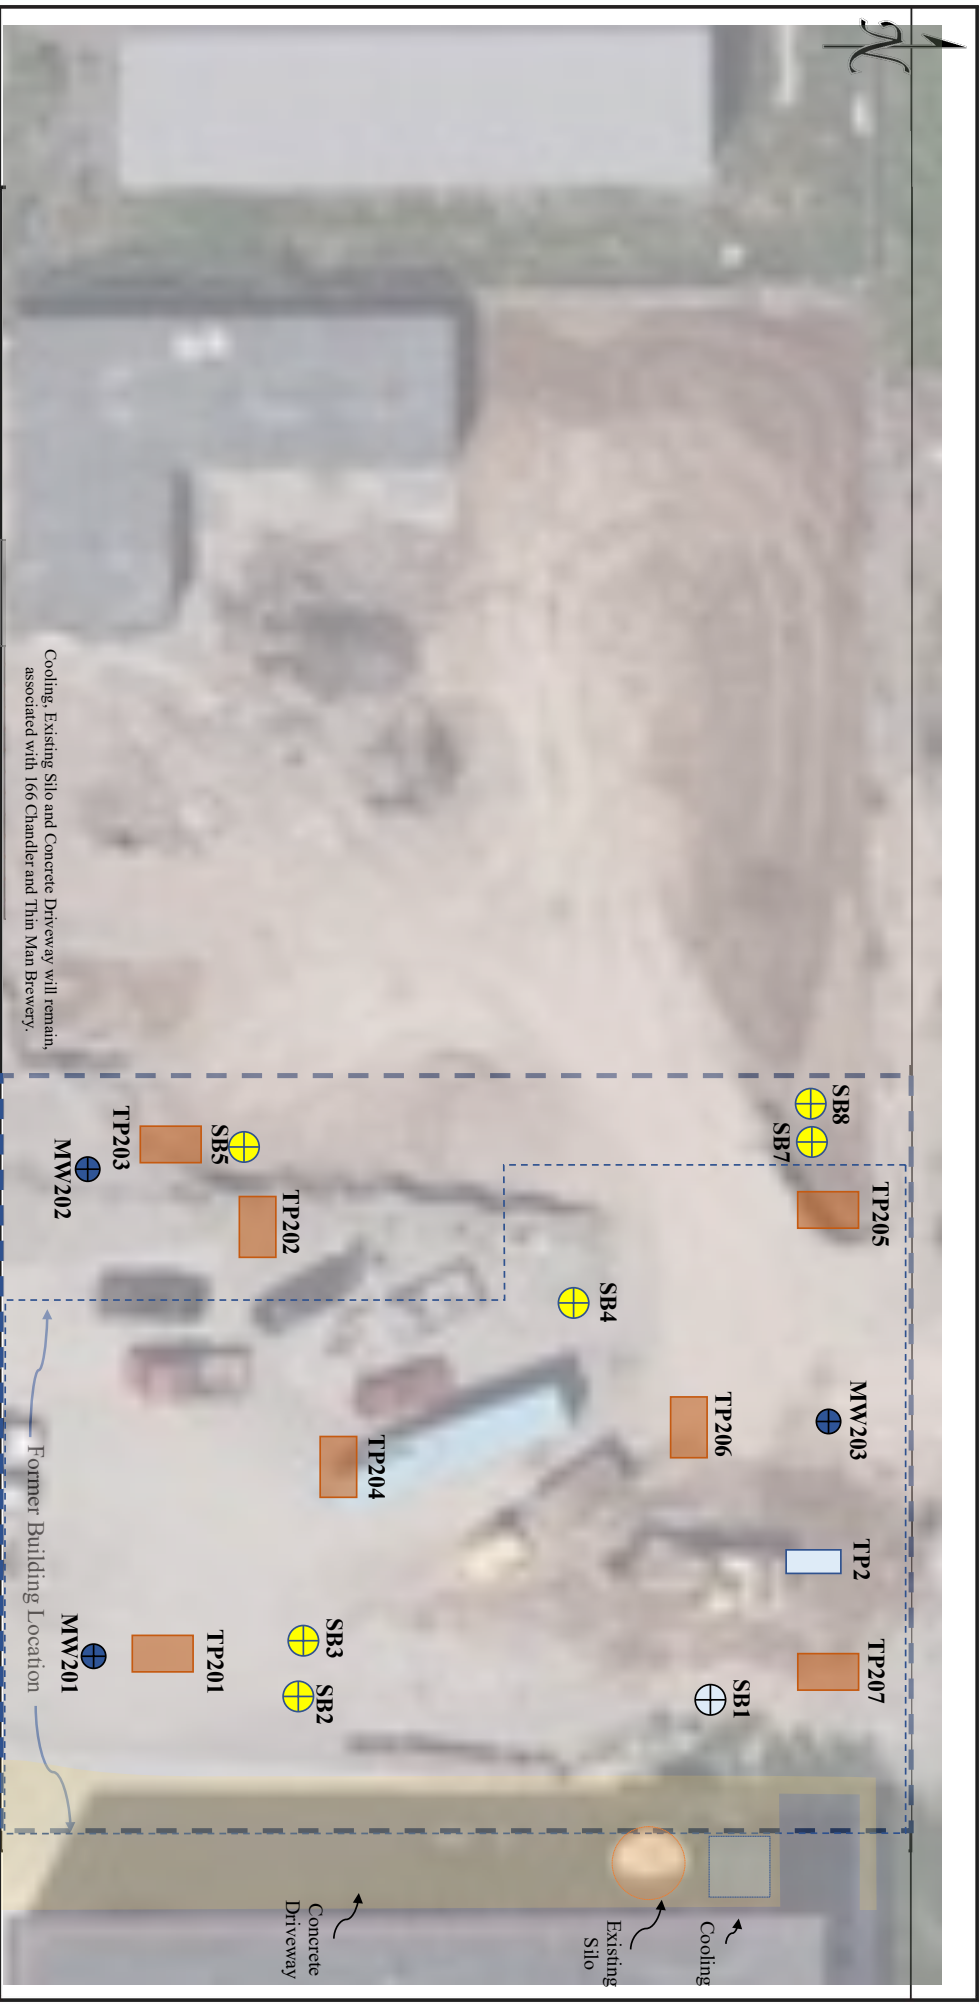 N
SB8
SB7
TP205
SB5
TP203
MW202
TP202
SB4
MW203
TP206
TP204
TP2
TP207
SB1
SB3
SB2
TP201
MW201
Former Building Location
Cooling
Existing
Silo
Concrete
Driveway
Cooling, Existing Silo and Concrete Driveway will remain,
associated with 166 Chandler and Thin Man Brewery.